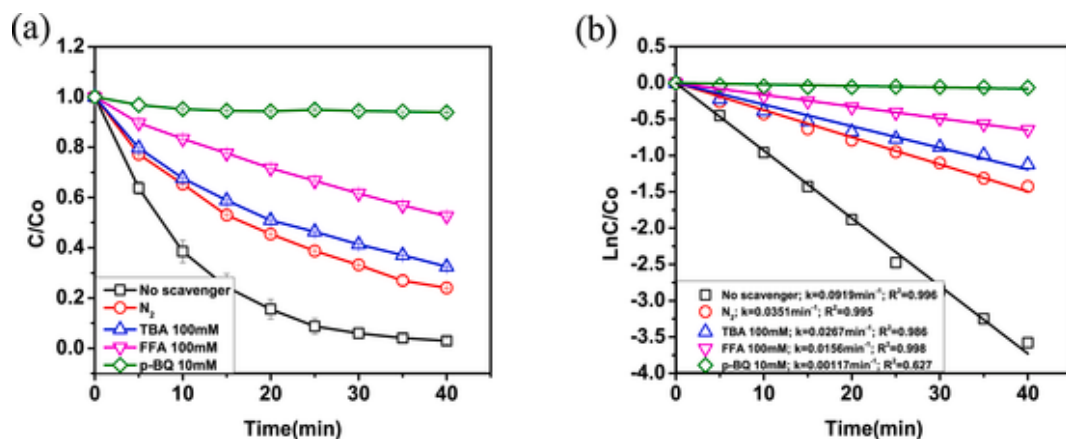 (a)
1.2
1.0
0.8
0.6
0.4
0.2
0.0
C/Co
No scavenger
N₂
TBA 100mM
FFA 100mM
p-BQ 10mM
0 10 20 30 40
Time(min)
(b)
0.5
0.0
-0.5
-1.0
-1.5
-2.0
-2.5
-3.0
-3.5
-4.0
LnC/Co
No scavenger; k=0.0919min⁻¹; R²=0.996
N₂; k=0.0351min⁻¹; R²=0.995
TBA 100mM; k=0.0267min⁻¹; R²=0.986
FFA 100mM; k=0.0156min⁻¹; R²=0.998
p-BQ 10mM; k=0.00117min⁻¹; R²=0.627
0 10 20 30 40
Time(min)